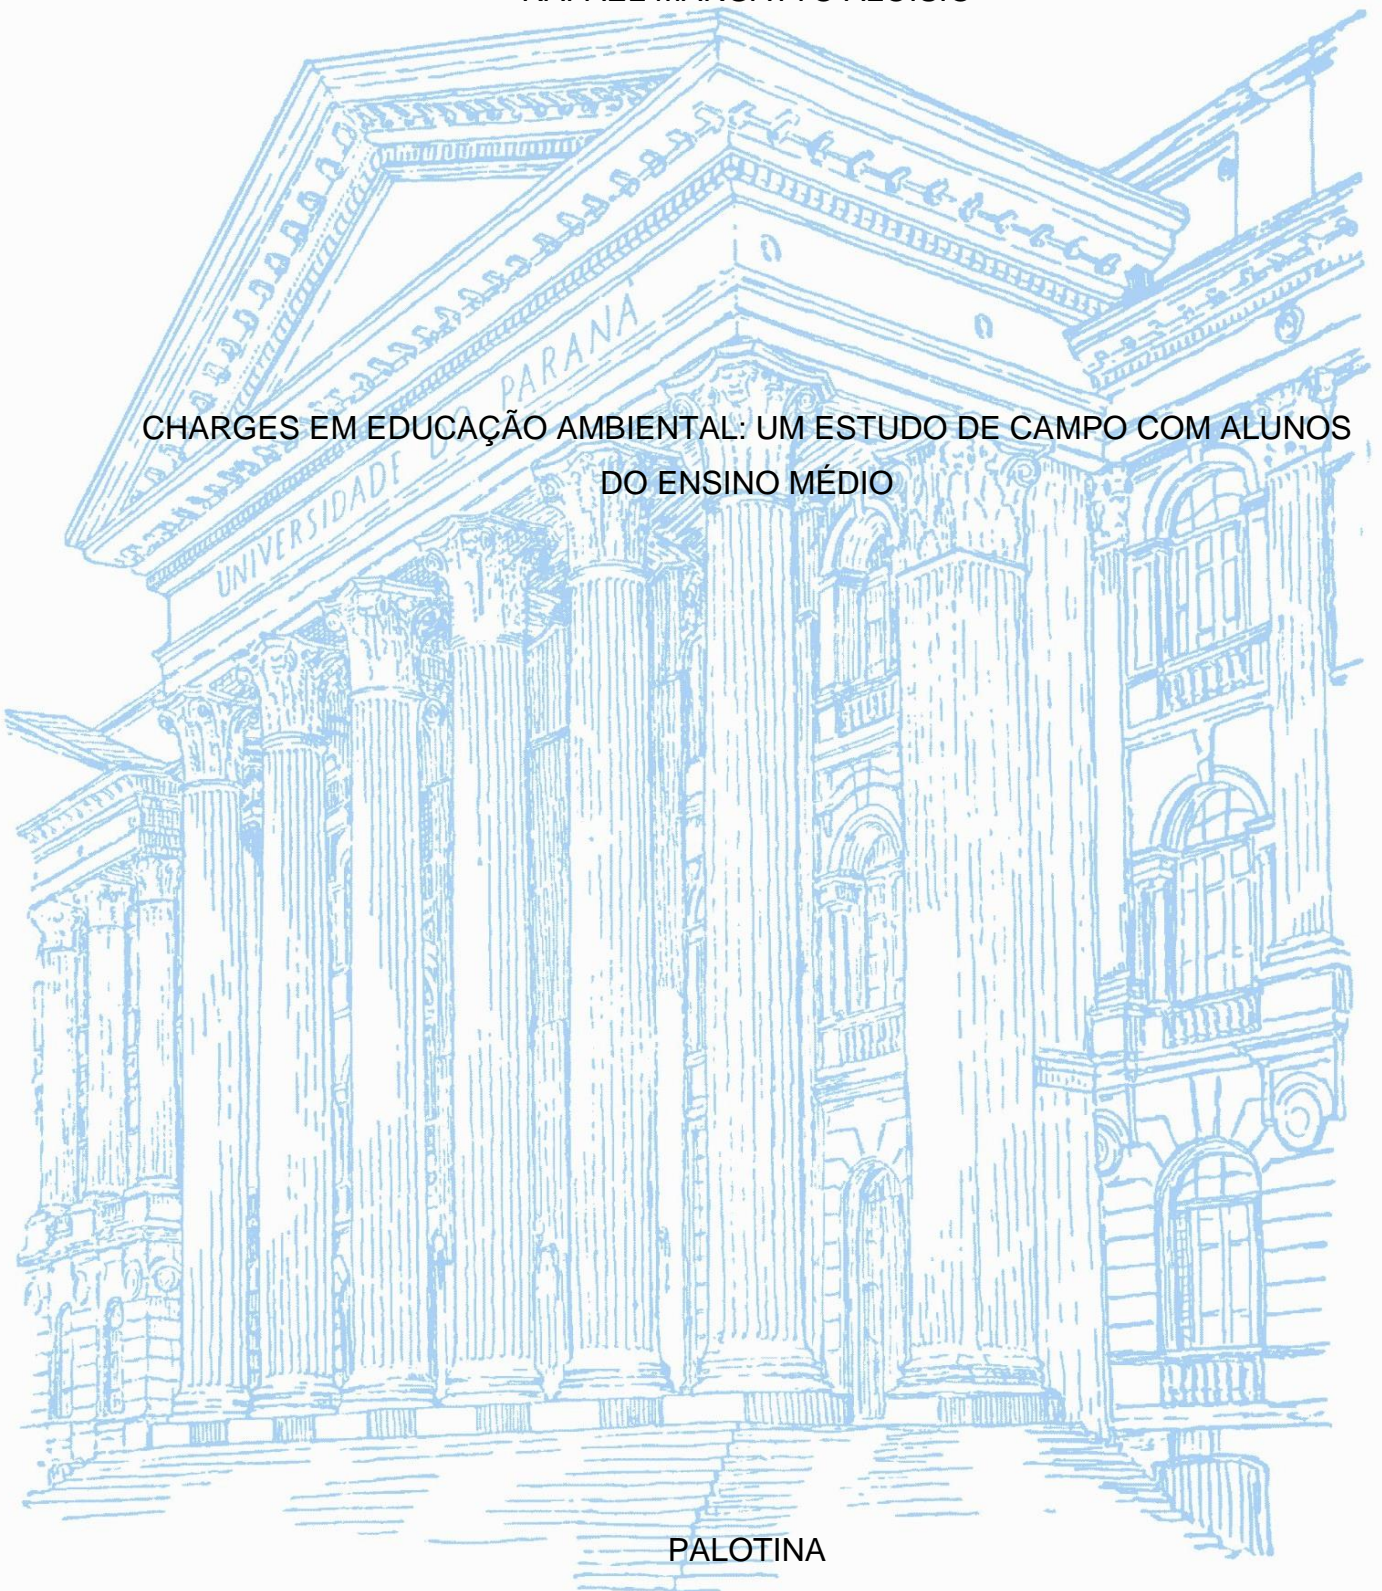 CHARGES EM EDUCAÇÃO AMBIENTAL: UM ESTUDO DE CAMPO COM ALUNOS
DO ENSINO MÉDIO
UNIVERSIDADE DO PARANÁ
PALOTINA